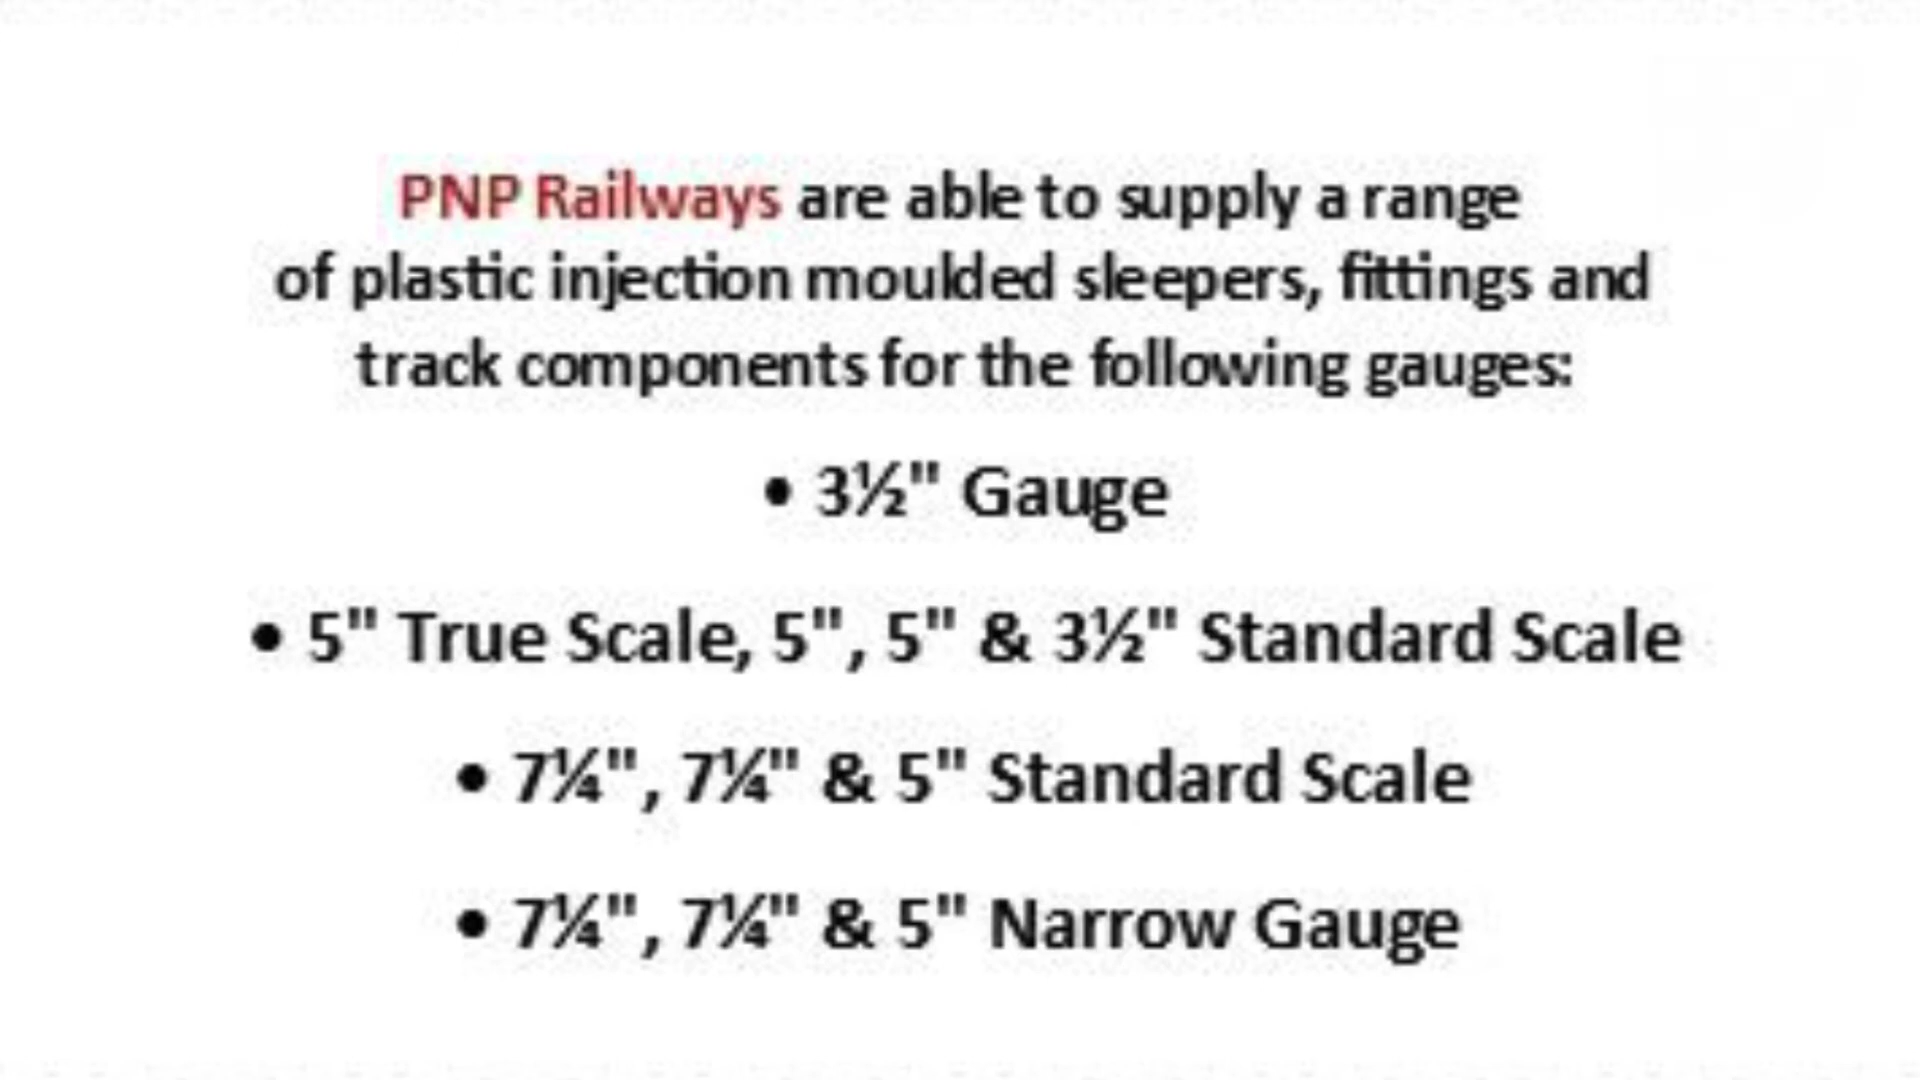 PNP Railways are able to supply a range
of plastic injection moulded sleepers, fittings and
track components for the following gauges:
• 3½" Gauge
• 5" True Scale, 5", 5" & 3½" Standard Scale
• 7¼", 7¼" & 5" Standard Scale
• 7¼", 7¼" & 5" Narrow Gauge